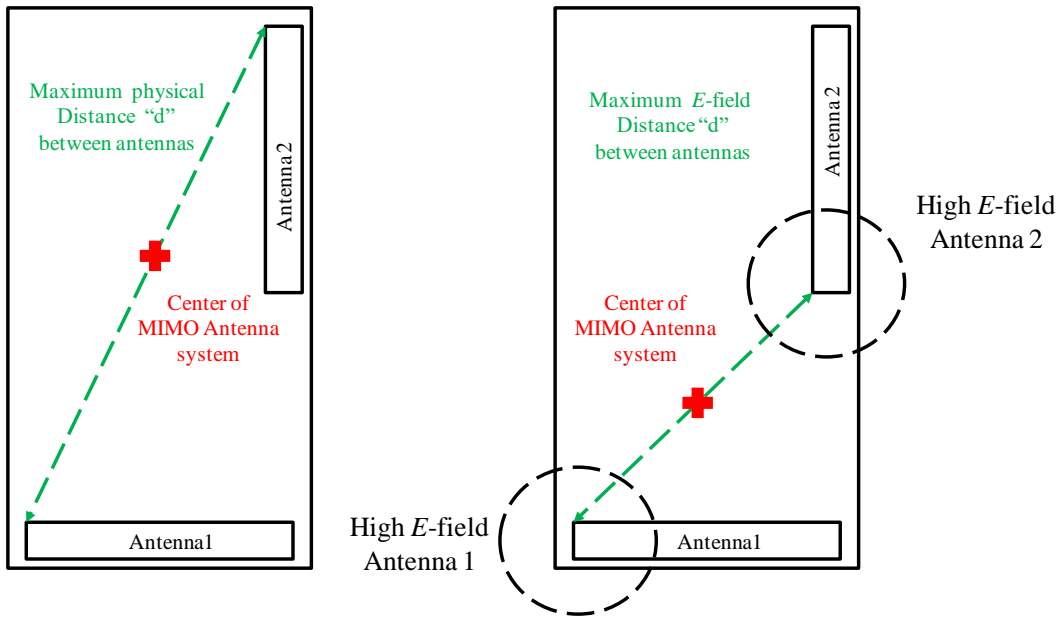 Maximum physical
Distance “d”
between antennas
Antenna 2
Center of
MIMO Antenna
system
Antenna1
Maximum E-field
Distance “d”
between antennas
Antenna 2
High E-field
Antenna 2
Center of
MIMO Antenna
system
High E-field
Antenna 1
Antenna1